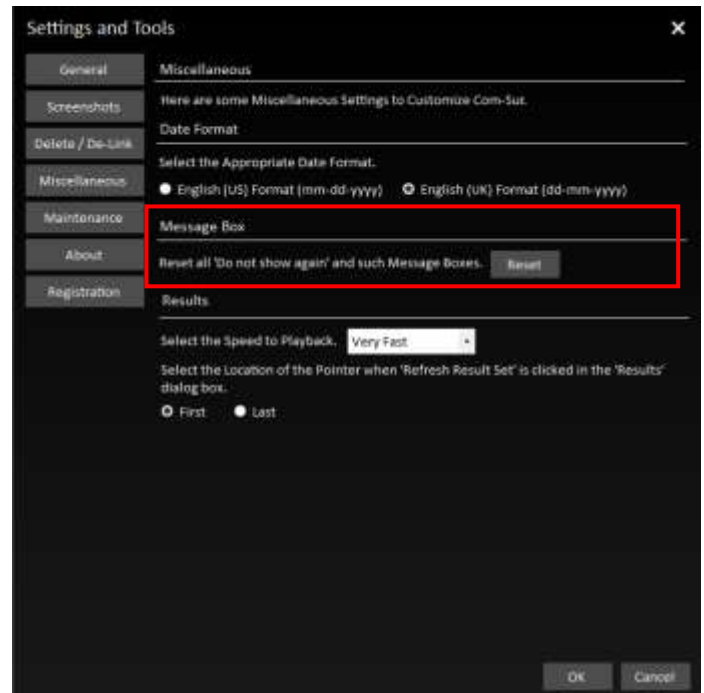 Settings and Tools
General
Screenshots
Delete / De-Link
Miscellaneous
Maintenance
About
Registration
Miscellaneous
Here are some Miscellaneous Settings to Customize Com-Sur.
Date Format
Select the Appropriate Date Format.
English (US) Format (mm-dd-yyyy) English (UK) Format (dd-mm-yyyy)
Message Box
Reset all 'Do not show again' and such Message Boxes. Reset
Results
Select the Speed to Playback. Very Fast
Select the Location of the Pointer when 'Refresh Result Set' is clicked in the 'Results'
dialog box.
First Last
OK Cancel